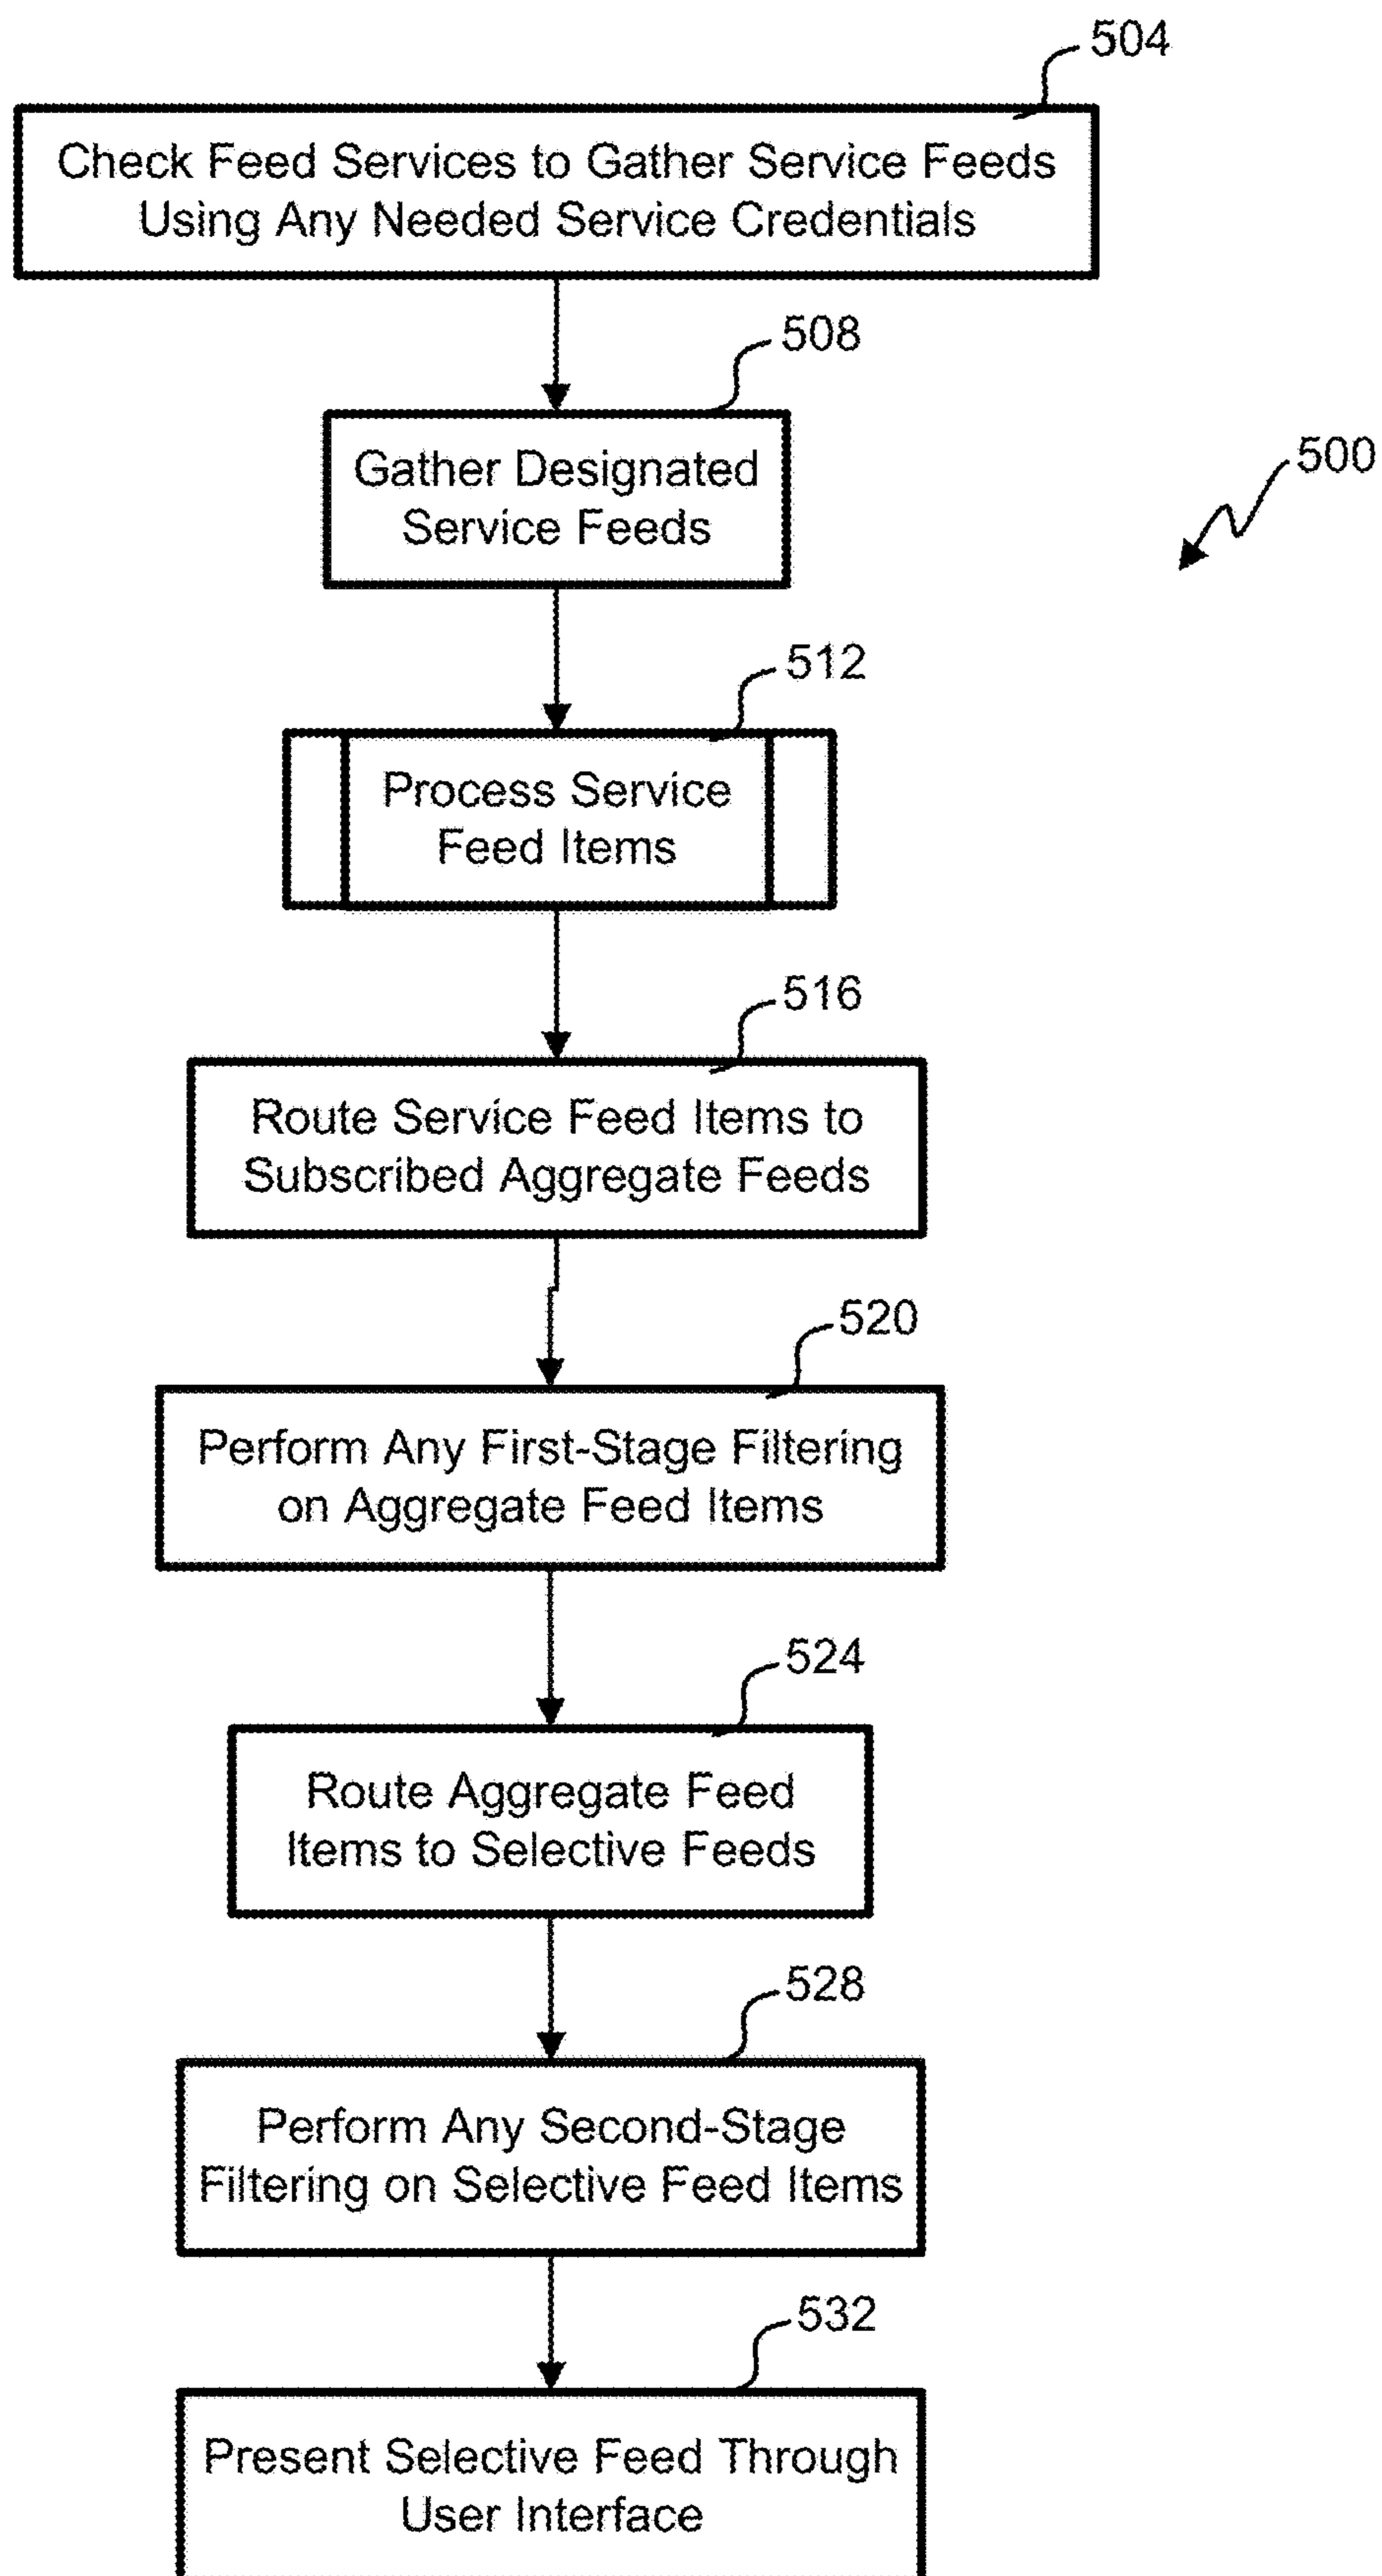 504
Check Feed Services to Gather Service Feeds
Using Any Needed Service Credentials
508
Gather Designated
Service Feeds
500
512
Process Service
Feed Items
516
Route Service Feed Items to
Subscribed Aggregate Feeds
520
Perform Any First-Stage Filtering
on Aggregate Feed Items
524
Route Aggregate Feed
Items to Selective Feeds
528
Perform Any Second-Stage
Filtering on Selective Feed Items
532
Present Selective Feed Through
User Interface